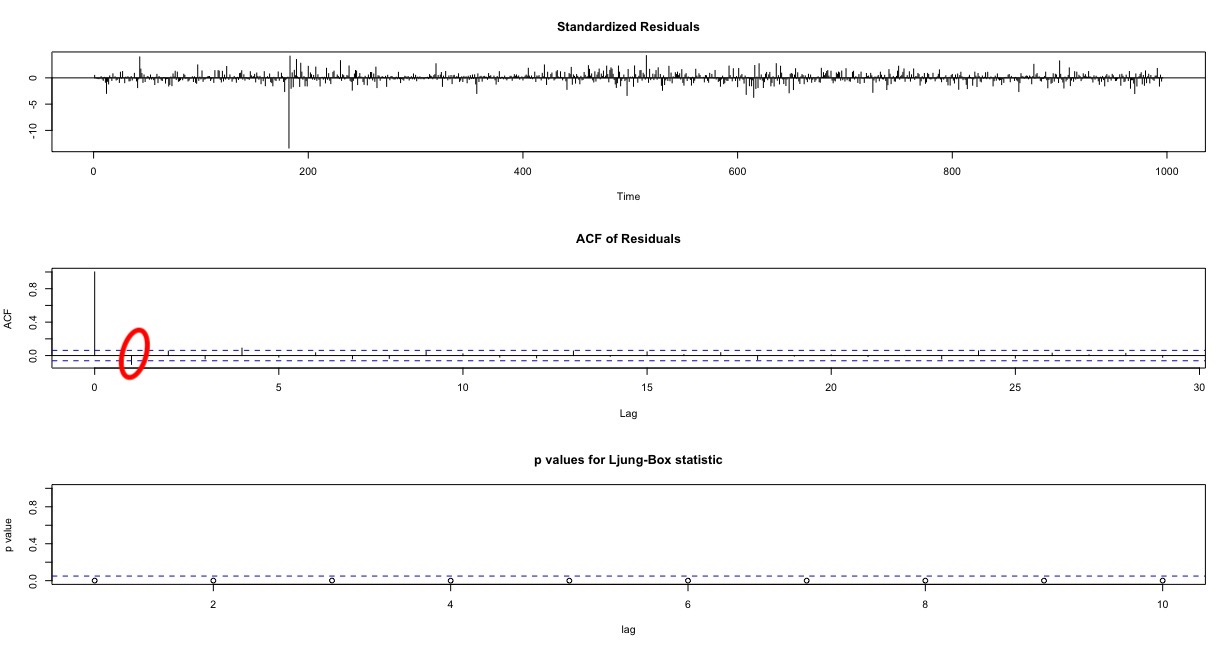 Standardized Residuals
0
-5
-10
0 200 400 600 800 1000
Time
ACF of Residuals
ACF
0.8
0.4
0.0
0 5 10 15 20 25 30
Lag
p values for Ljung-Box statistic
p value
0.8
0.4
0.0
2 4 6 8 10
lag